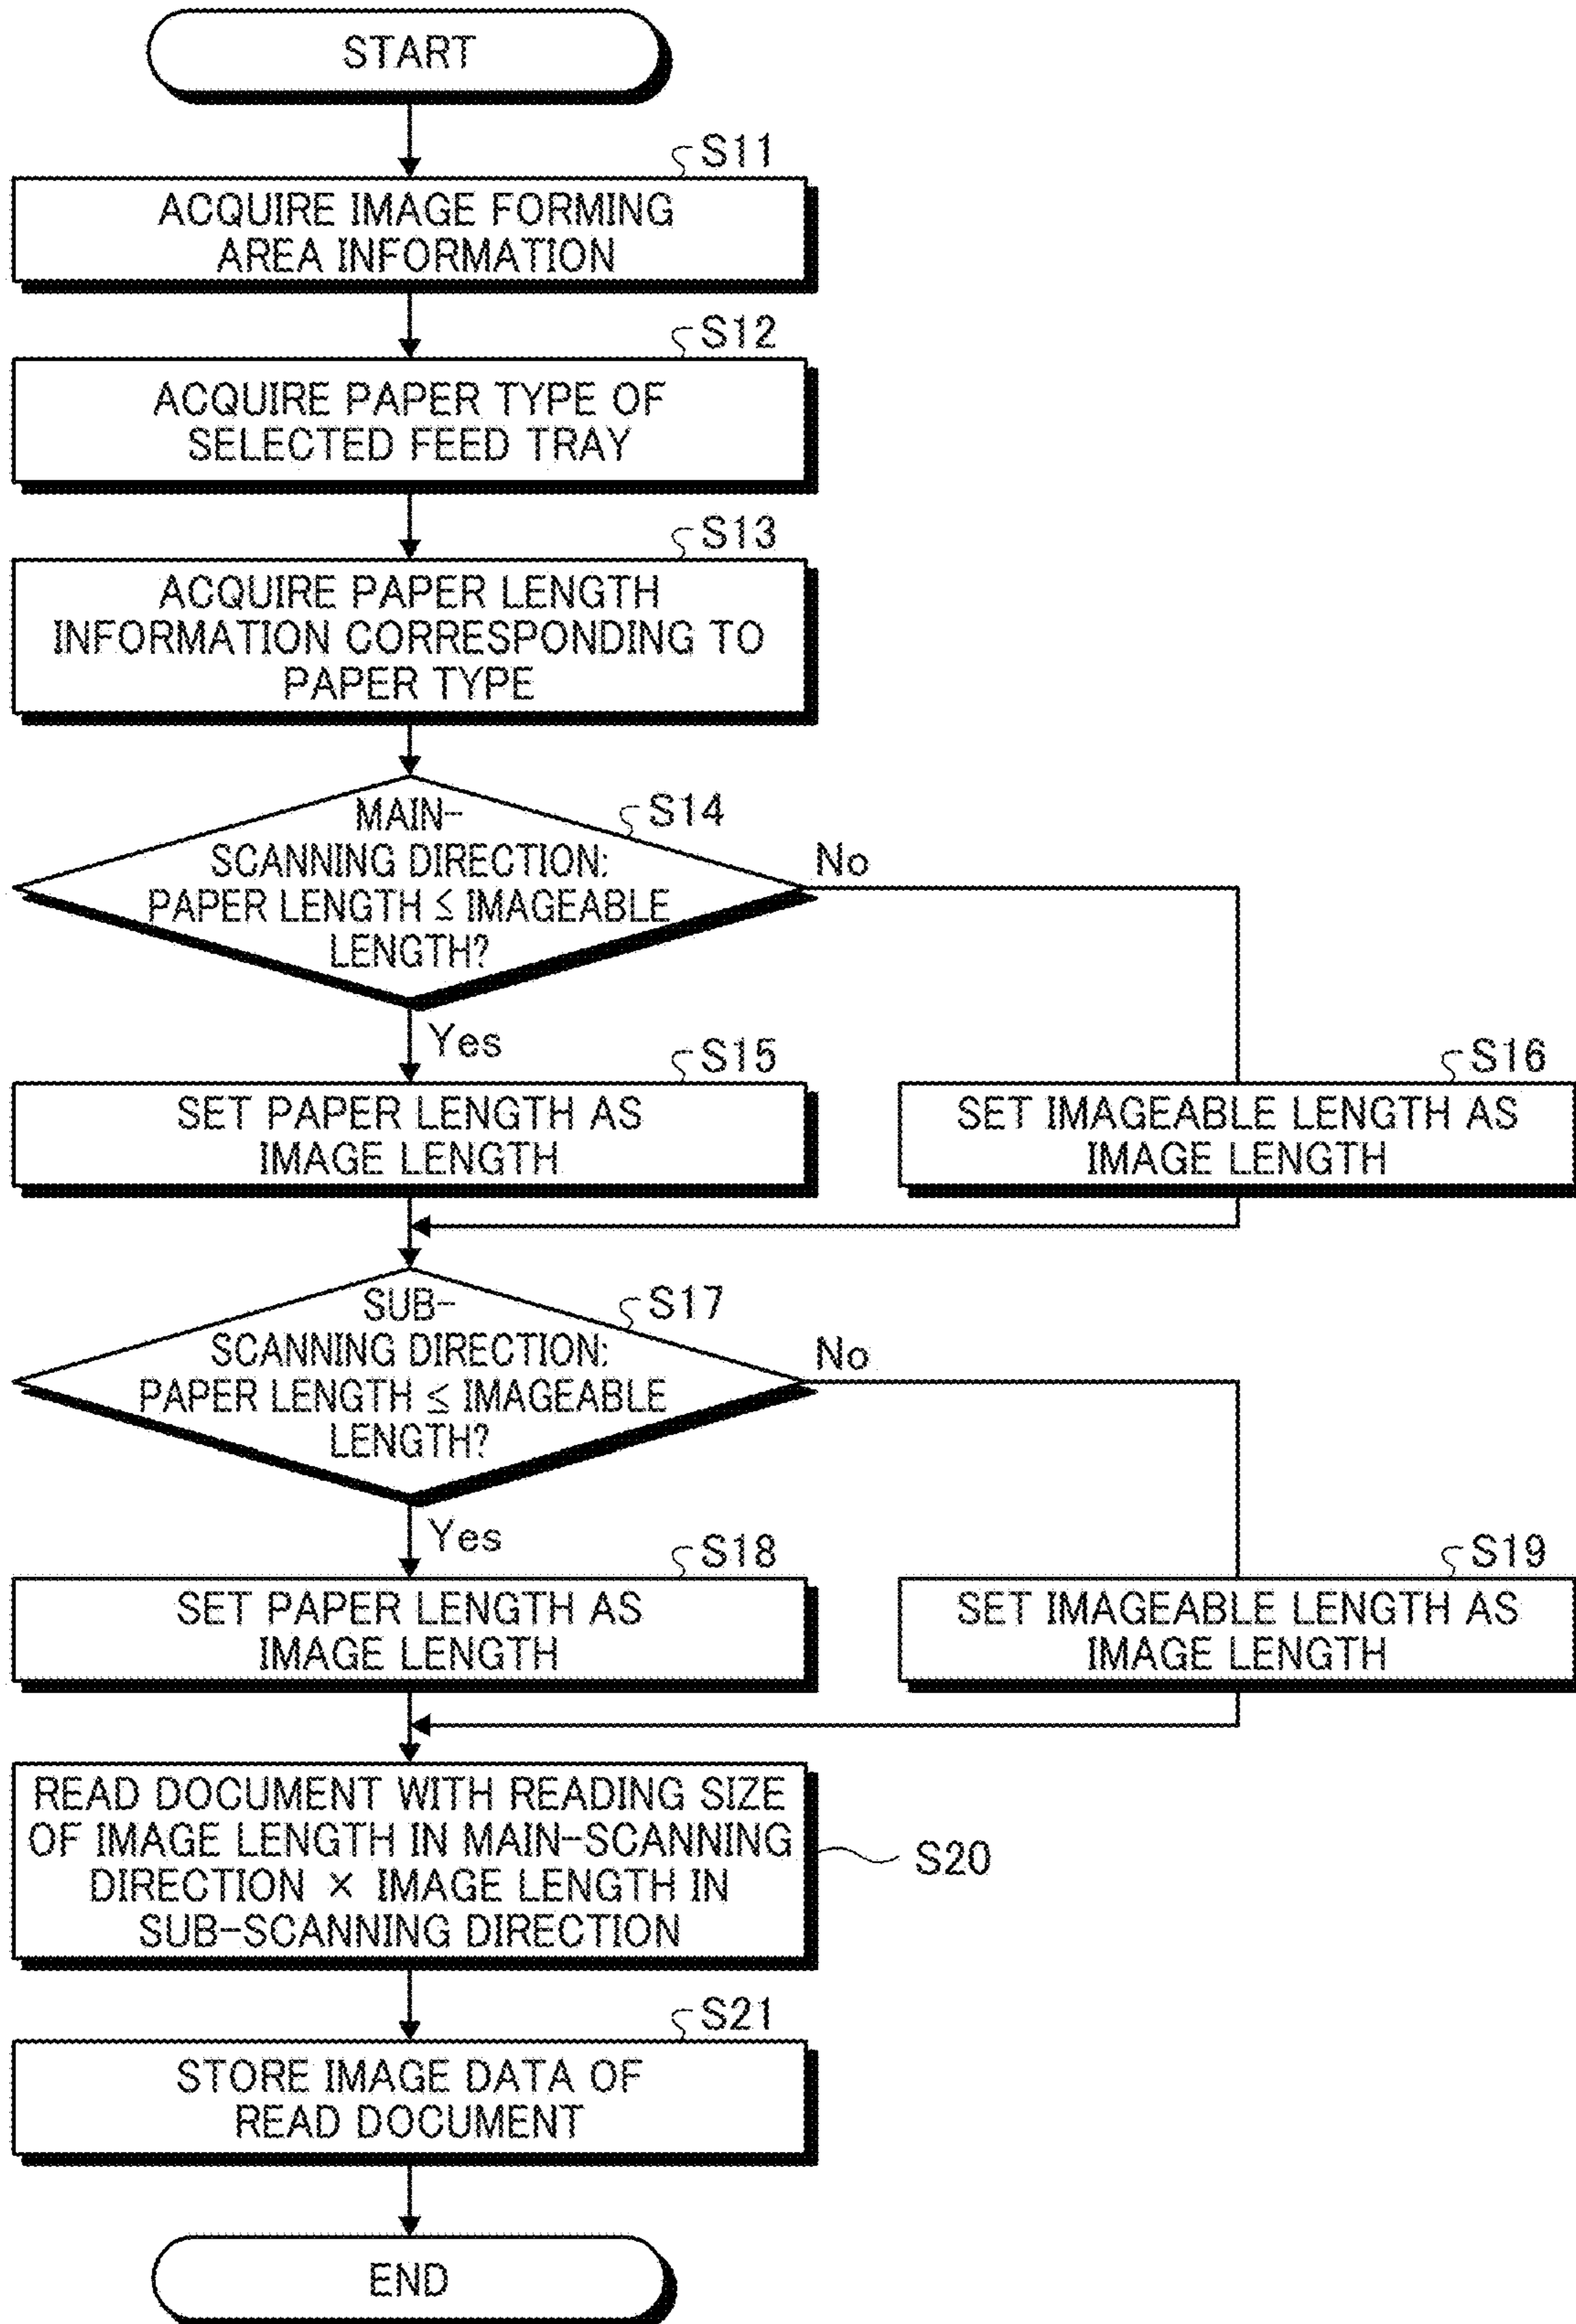 START
S11
ACQUIRE IMAGE FORMING
AREA INFORMATION
S12
ACQUIRE PAPER TYPE OF
SELECTED FEED TRAY
S13
ACQUIRE PAPER LENGTH
INFORMATION CORRESPONDING TO
PAPER TYPE
S14
MAIN-
SCANNING DIRECTION:
PAPER LENGTH ≤ IMAGEABLE
LENGTH?
No
Yes
S15
SET PAPER LENGTH AS
IMAGE LENGTH
S16
SET IMAGEABLE LENGTH AS
IMAGE LENGTH
S17
SUB-
SCANNING DIRECTION:
PAPER LENGTH ≤ IMAGEABLE
LENGTH?
No
Yes
S18
SET PAPER LENGTH AS
IMAGE LENGTH
S19
SET IMAGEABLE LENGTH AS
IMAGE LENGTH
READ DOCUMENT WITH READING SIZE
OF IMAGE LENGTH IN MAIN-SCANNING
DIRECTION × IMAGE LENGTH IN
SUB-SCANNING DIRECTION
S20
S21
STORE IMAGE DATA OF
READ DOCUMENT
END